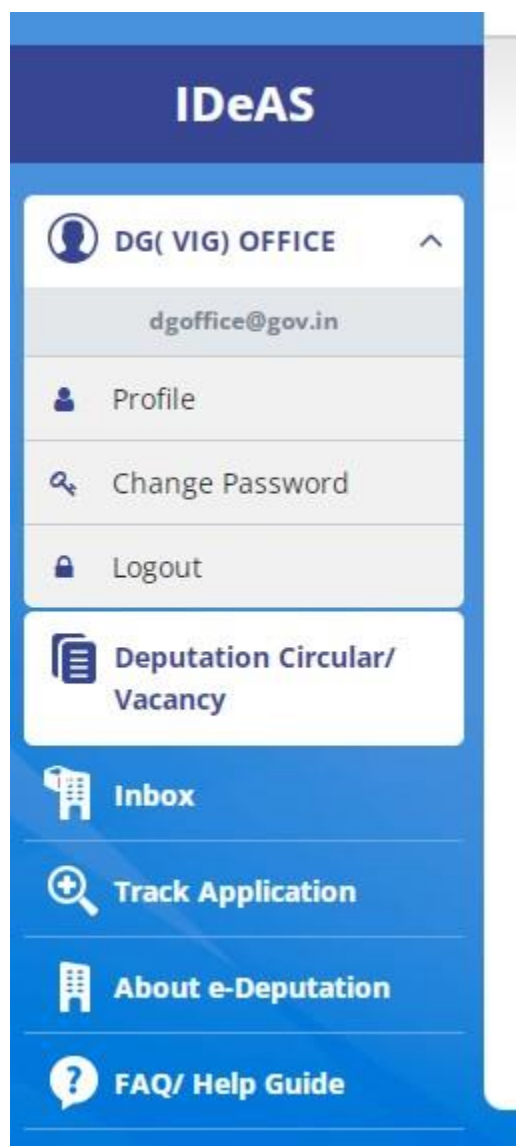 IDeAS
DG( VIG) OFFICE
dgoffice@gov.in
Profile
Change Password
Logout
Deputation Circular/
Vacancy
Inbox
Track Application
About e-Deputation
FAQ/ Help Guide